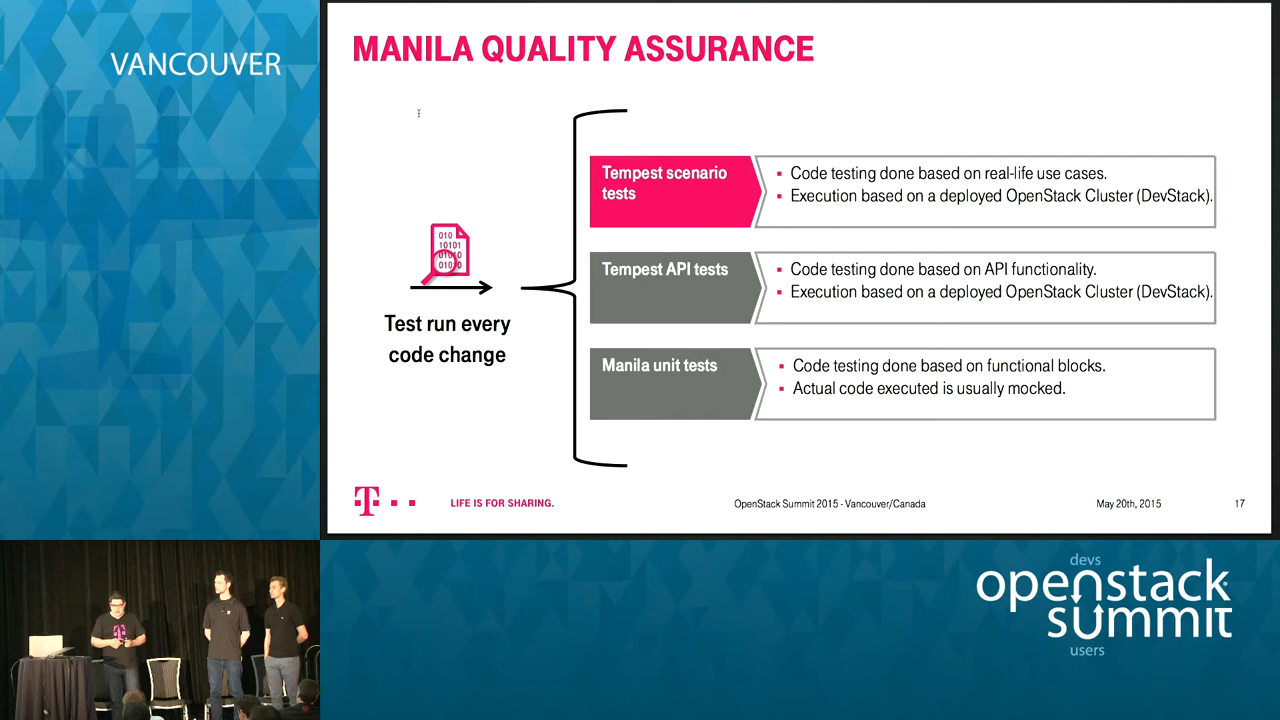 VANCOUVER
MANILA QUALITY ASSURANCE
010
10101
01010
01010
Test run every
code change
Tempest scenario
tests
▪ Code testing done based on real-life use cases.
▪ Execution based on a deployed OpenStack Cluster (DevStack).
Tempest API tests
▪ Code testing done based on API functionality.
▪ Execution based on a deployed OpenStack Cluster (DevStack).
Manila unit tests
▪ Code testing done based on functional blocks.
▪ Actual code executed is usually mocked.
T
LIFE IS FOR SHARING.
OpenStack Summit 2015 - Vancouver/Canada
May 20th, 2015
17
devs
openstack
summit
users